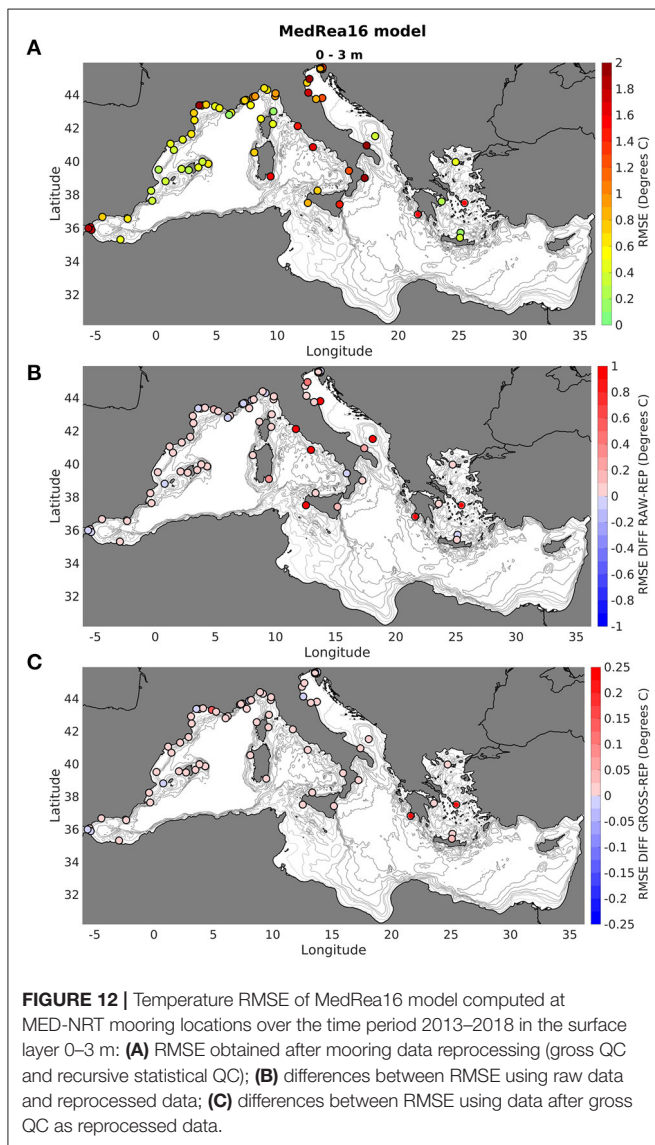 MedRea16 model
A
0 - 3 m
44
42
40
38
36
34
32
Latitude
-5 0 5 10 15 20 25 30 35
Longitude
2
1.8
1.6
1.4
1.2
1
0.8
0.6
0.4
0.2
0
RMSE (Degrees C)
B
44
42
40
38
36
34
32
Latitude
-5 0 5 10 15 20 25 30 35
Longitude
1
0.8
0.6
0.4
0.2
0
-0.2
-0.4
-0.6
-0.8
-1
RMSE DIFF RAW-REP (Degrees C)
C
44
42
40
38
36
34
32
Latitude
-5 0 5 10 15 20 25 30 35
Longitude
0.25
0.2
0.15
0.1
0.05
0
-0.05
-0.1
-0.15
-0.2
-0.25
RMSE DIFF GROSS-REP (Degrees C)
FIGURE 12 | Temperature RMSE of MedRea16 model computed at
MED-NRT mooring locations over the time period 2013–2018 in the surface
layer 0–3 m: (A) RMSE obtained after mooring data reprocessing (gross QC
and recursive statistical QC); (B) differences between RMSE using raw data
and reprocessed data; (C) differences between RMSE using data after gross
QC as reprocessed data.